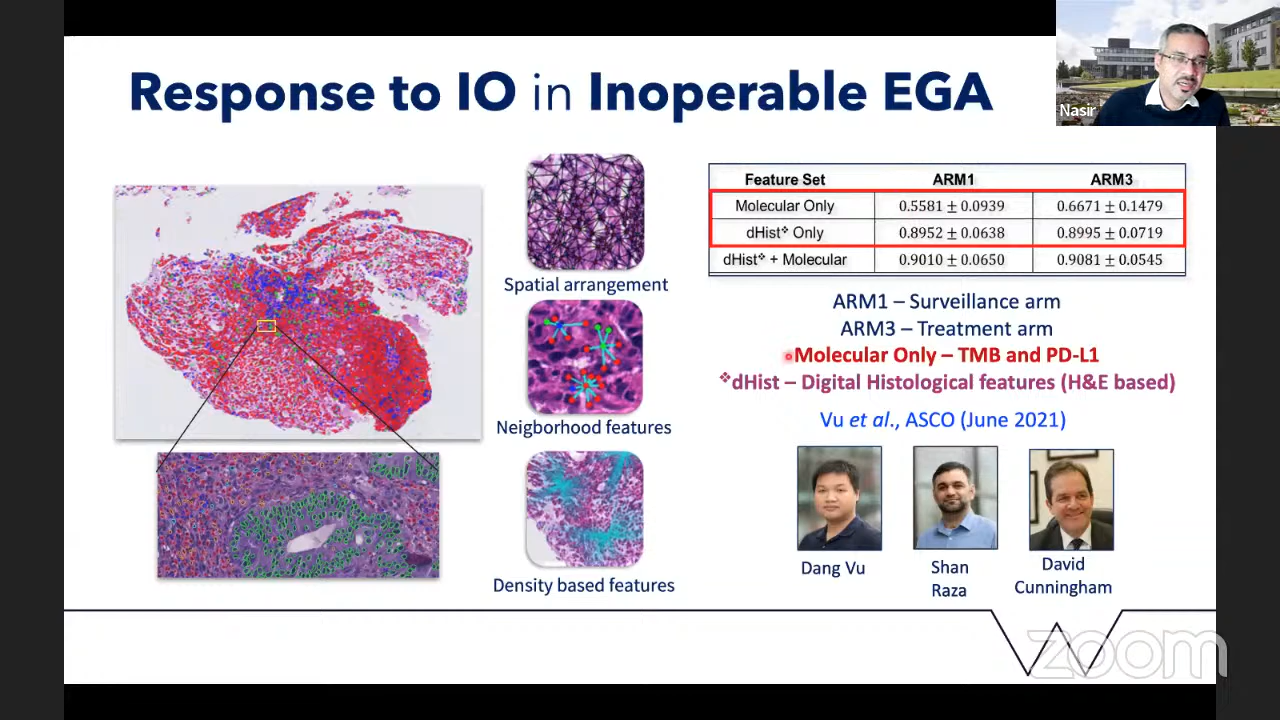 Response to IO in Inoperable EGA
Nasir
Spatial arrangement
Neigborhood features
Density based features
Feature Set ARM1 ARM3
Molecular Only 0.5581 ± 0.0939 0.6671 ± 0.1479
dHist❖ Only 0.8952 ± 0.0638 0.8995 ± 0.0719
dHist❖ + Molecular 0.9010 ± 0.0650 0.9081 ± 0.0545
ARM1 – Surveillance arm
ARM3 – Treatment arm
Molecular Only – TMB and PD-L1
❖dHist – Digital Histological features (H&E based)
Vu et al., ASCO (June 2021)
Dang Vu
Shan
Raza
David
Cunningham
zoom